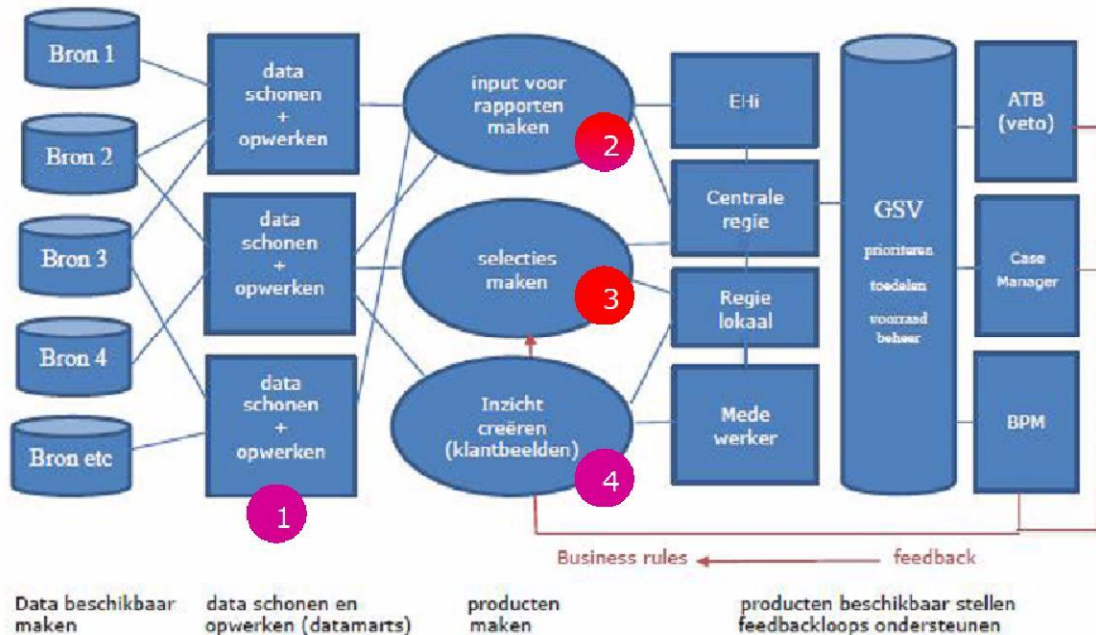 Bron 1
Bron 2
Bron 3
Bron 4
Bron etc
data
schonen
+
opwerken
data
schonen
+
opwerken
data
schonen
+
opwerken
1
input voor
rapporten
maken
2
selecties
maken
3
Inzicht
creëren
(klantbeelden)
4
EHi
Centrale
regie
Regie
lokaal
Mede
werker
GSV
prioriteren
toedelen
voorraad
beheer
ATB
(veto)
Case
Manager
BPM
Business rules
feedback
Data beschikbaar
maken
data schonen en
opwerken (datamarts)
producten
maken
producten beschikbaar stellen
feedbackloops ondersteunen